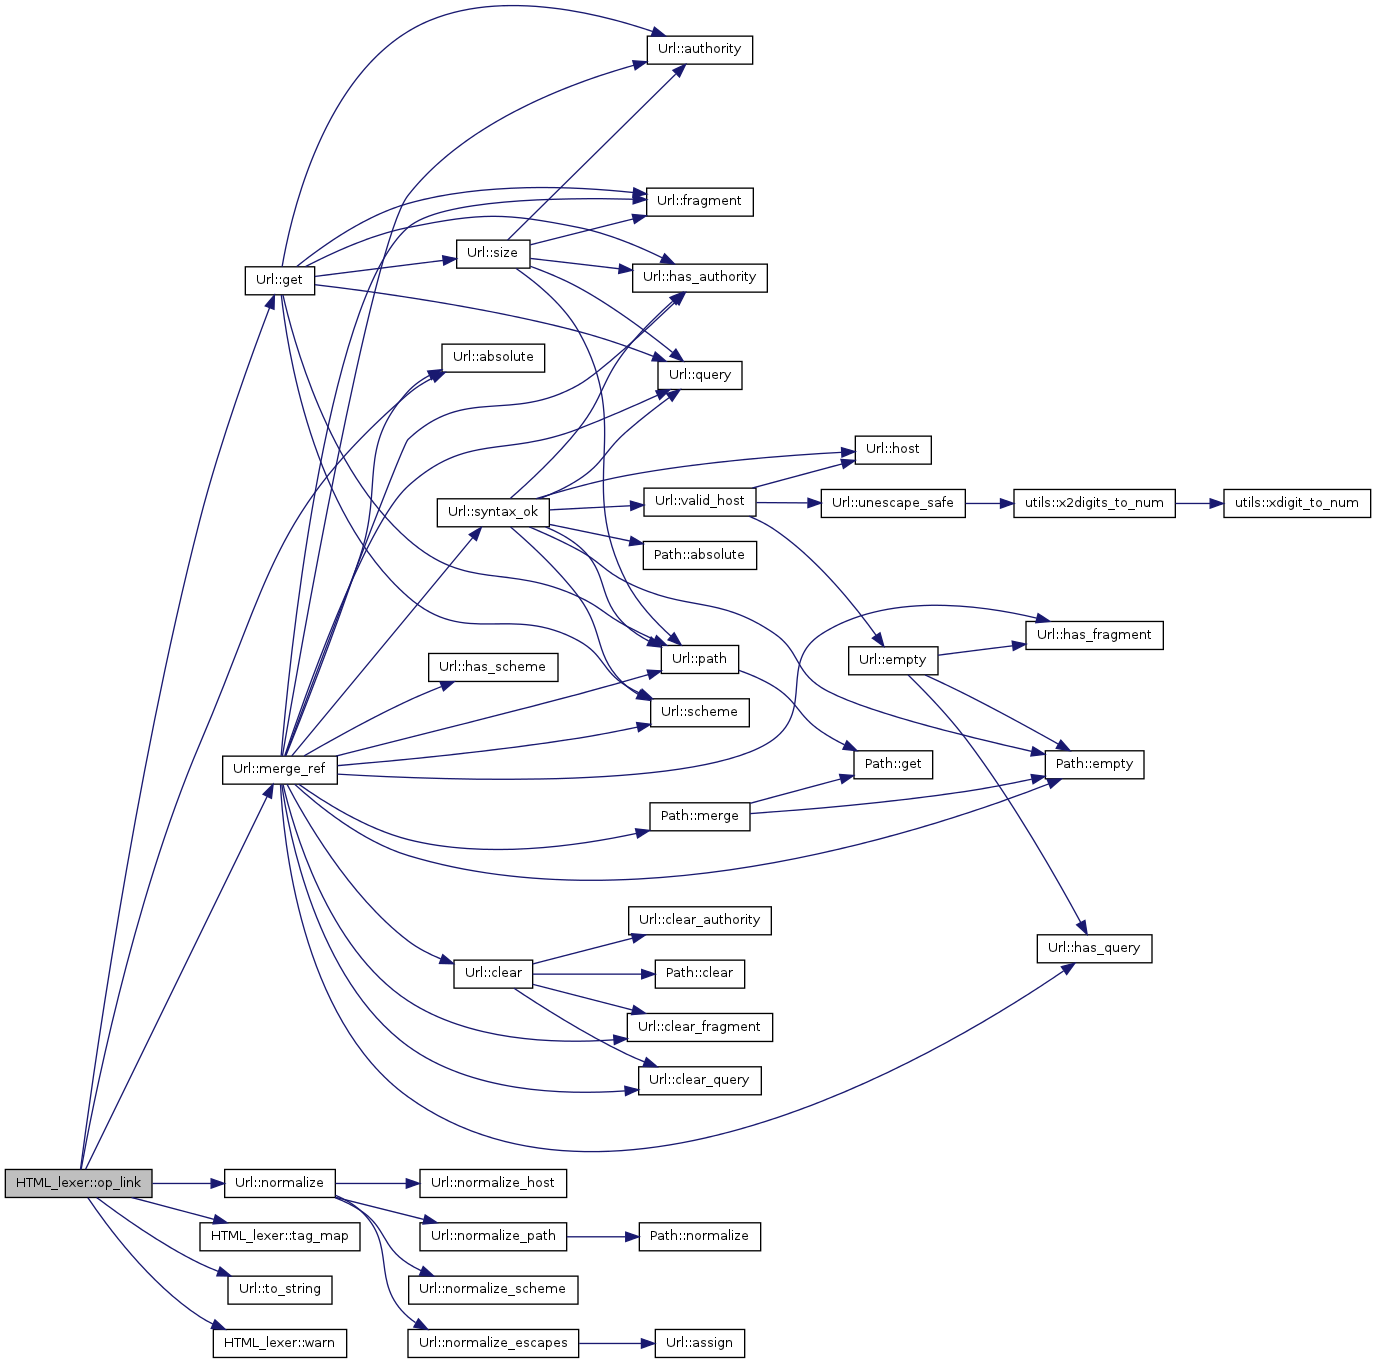 Url::authority
Url::fragment
Url::size
Url::has_authority
Url::get
Url::absolute
Url::query
Url::host
Url::valid_host
Url::unescape_safe
utils::x2digits_to_num
utils::xdigit_to_num
Url::syntax_ok
Path::absolute
Url::has_fragment
Url::path
Url::empty
Url::has_scheme
Url::scheme
Url::merge_ref
Path::get
Path::empty
Path::merge
Url::clear_authority
Url::has_query
Url::clear
Path::clear
Url::clear_fragment
Url::clear_query
HTML_lexer::op_link
Url::normalize
Url::normalize_host
HTML_lexer::tag_map
Url::normalize_path
Path::normalize
Url::to_string
Url::normalize_scheme
HTML_lexer::warn
Url::normalize_escapes
Url::assign